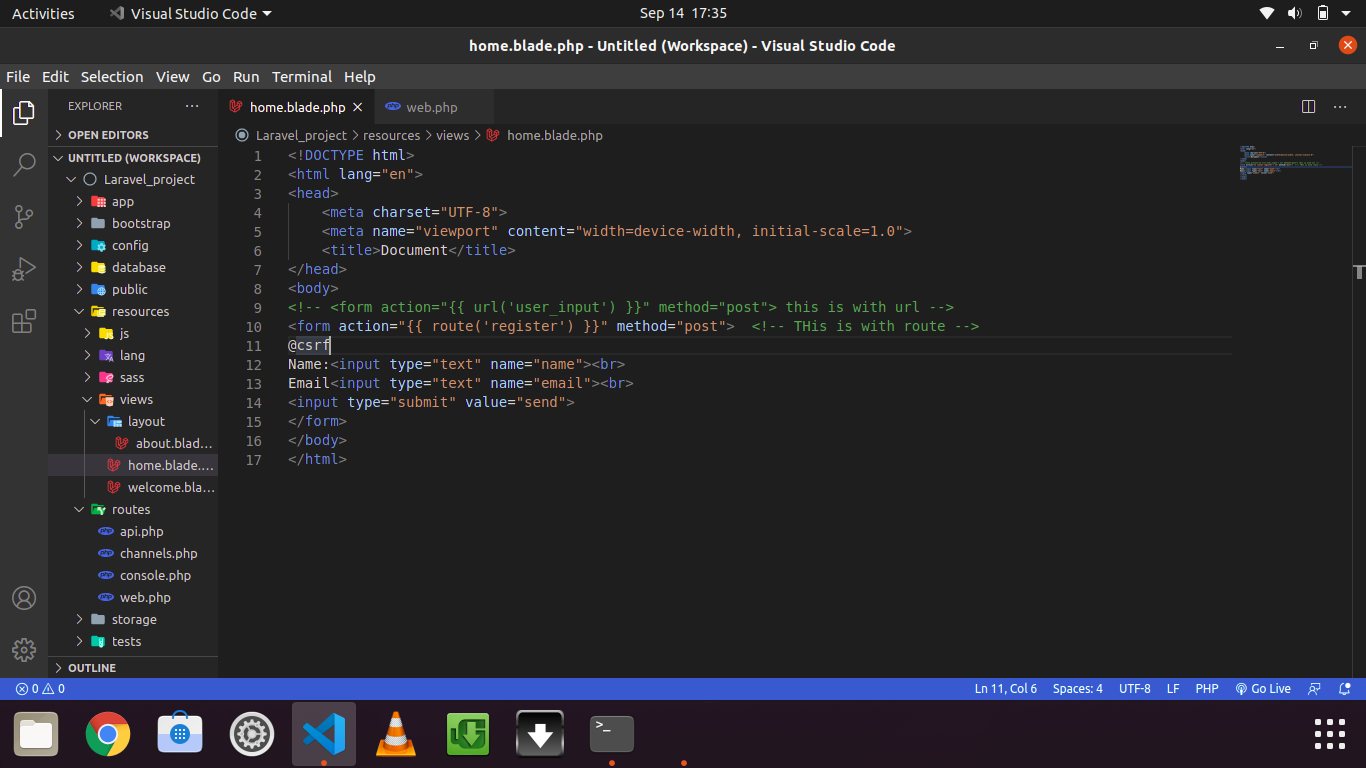 Activities Visual Studio Code Sep 14 17:35
home.blade.php - Untitled (Workspace) - Visual Studio Code
File Edit Selection View Go Run Terminal Help
EXPLORER ···
OPEN EDITORS
UNTITLED (WORKSPACE)
Laravel_project
app
bootstrap
config
database
public
resources
js
lang
sass
views
layout
about.blad...
home.blade....
welcome.bla...
routes
api.php
channels.php
console.php
web.php
storage
tests
OUTLINE
home.blade.php web.php
Laravel_project > resources > views > home.blade.php
1 <!DOCTYPE html>
2 <html lang="en">
3 <head>
4 <meta charset="UTF-8">
5 <meta name="viewport" content="width=device-width, initial-scale=1.0">
6 <title>Document</title>
7 </head>
8 <body>
9 <!-- <form action="{{ url('user_input') }}" method="post"> this is with url -->
10 <form action="{{ route('register') }}" method="post">  <!-- THis is with route -->
11 @csrf
12 Name:<input type="text" name="name"><br>
13 Email<input type="text" name="email"><br>
14 <input type="submit" value="send">
15 </form>
16 </body>
17 </html>
0 0 Ln 11, Col 6 Spaces: 4 UTF-8 LF PHP Go Live